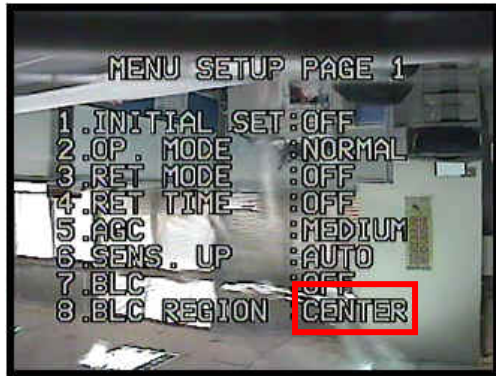 MENU SETUP PAGE 1
1.INITIAL SET:OFF
2.OP. MODE :NORMAL
3.RET MODE :OFF
4.RET TIME :OFF
5.AGC :MEDIUM
6.SENS. UP :AUTO
7.BLC :OFF
8.BLC REGION :CENTER